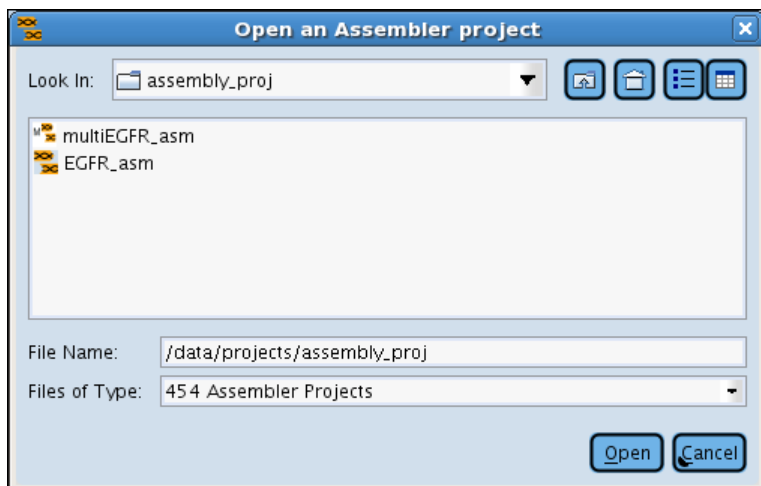 Open an Assembler project
Look In: assembly_proj
M multiEGFR_asm
EGFR_asm
File Name: /data/projects/assembly_proj
Files of Type: 454 Assembler Projects
Open Cancel